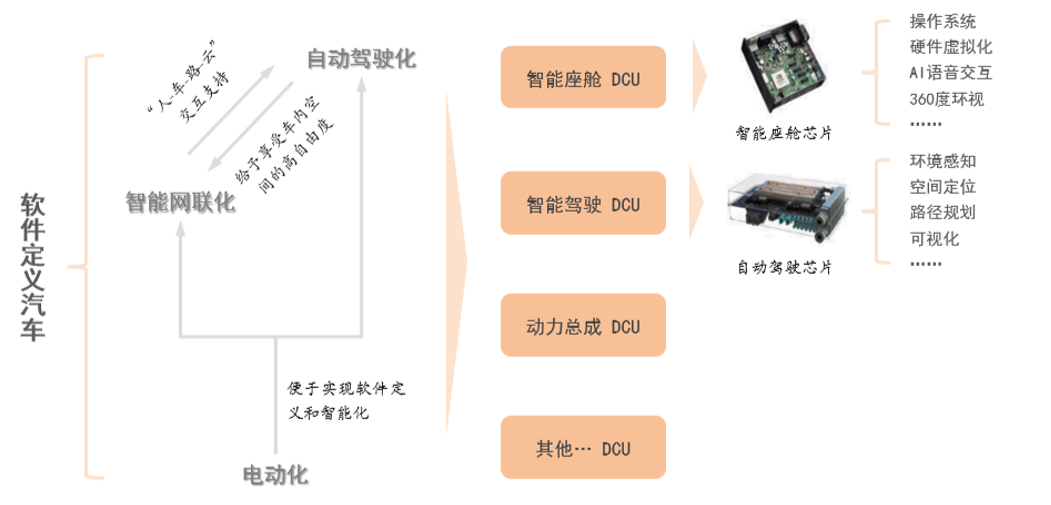 软件定义汽车
自动驾驶化
“人-车-路-云”
交互支持
给予享受车内空
间的高自由度
智能网联化
便于实现软件定
义和智能化
电动化
智能座舱 DCU
智能驾驶 DCU
动力总成 DCU
其他… DCU
智能座舱芯片
操作系统
硬件虚拟化
AI语音交互
360度环视
……
自动驾驶芯片
环境感知
空间定位
路径规划
可视化
……